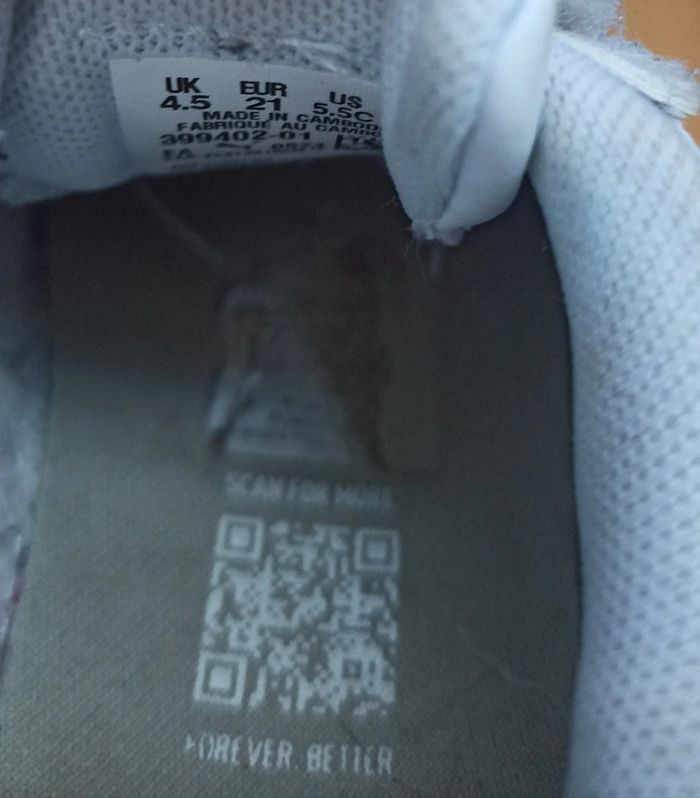 UK EUR US
4.5 21 5.5C
MADE IN CAMBOD
FABRIQUE AU CAMBO
399402-01
SCAN FOR MORE
FOREVER. BETTER